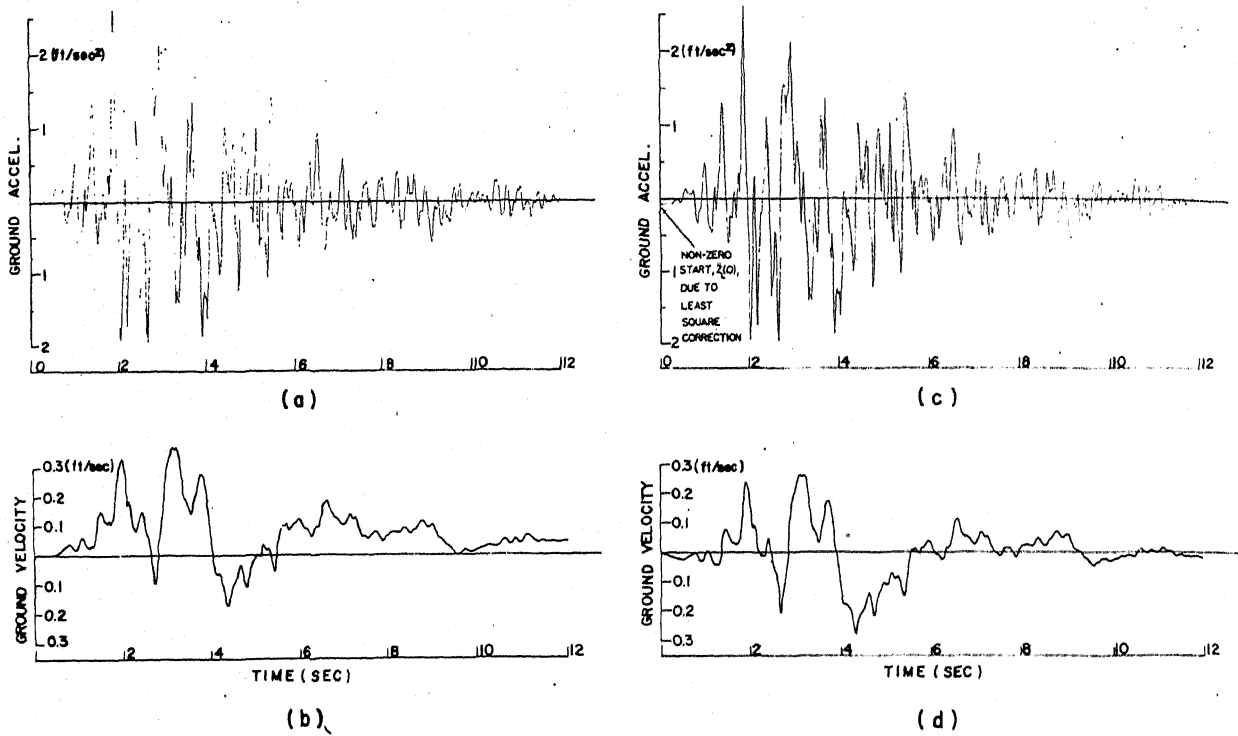 2 (ft/sec²)
1
GROUND ACCEL.
1
2
0 2 4 6 8 10 12
(a)
0.3 (ft/sec)
0.2
0.1
GROUND VELOCITY
0.1
0.2
0.3
2 4 6 8 10 12
TIME (SEC)
(b)
2 (ft/sec²)
1
GROUND ACCEL.
1
2
NON-ZERO
START, Z̈(0),
DUE TO
LEAST
SQUARE
CORRECTION
0 2 4 6 8 10 12
(c)
0.3 (ft/sec)
0.2
0.1
GROUND VELOCITY
0.1
0.2
0.3
2 4 6 8 10 12
TIME (SEC)
(d)